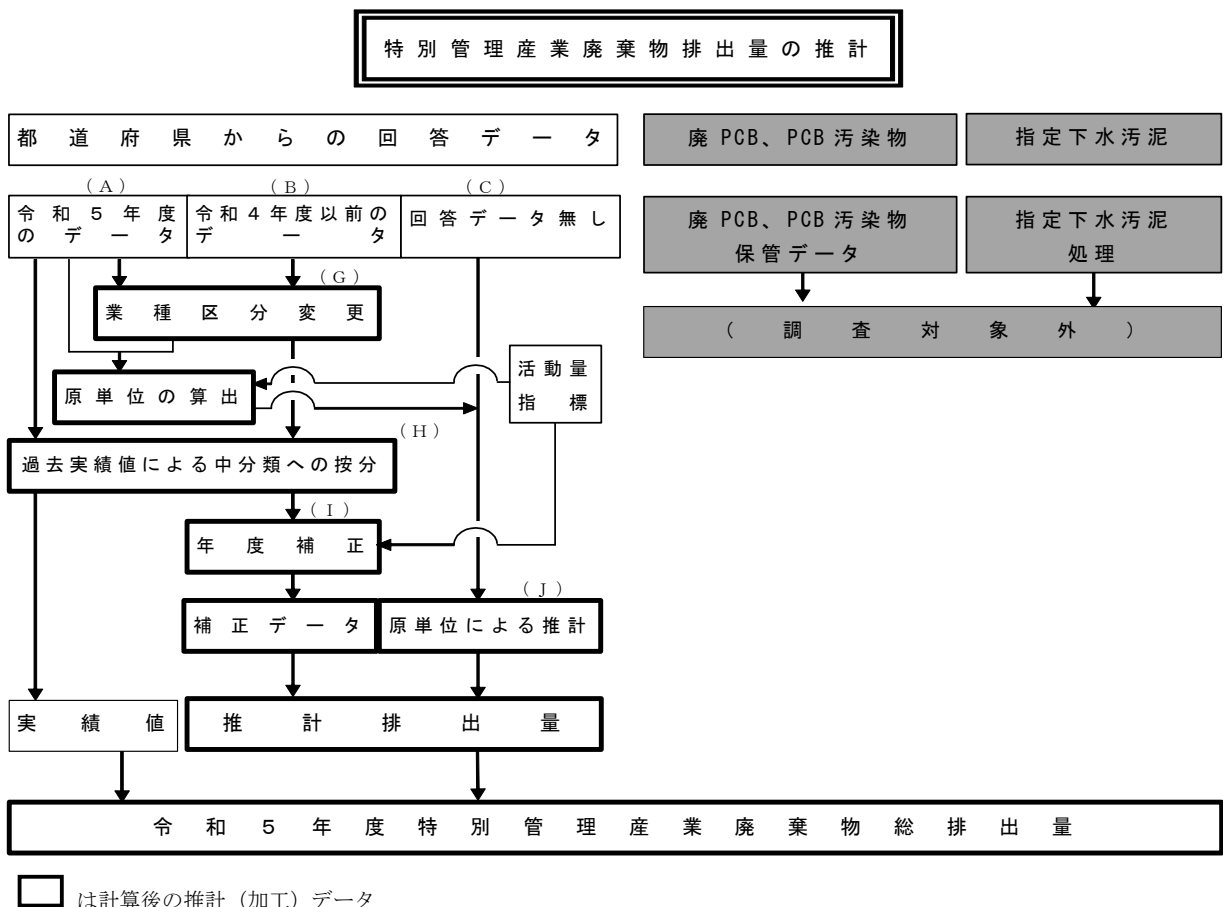 特別管理産業廃棄物排出量の推計
都道府県からの回答データ
廃PCB、PCB汚染物
指定下水汚泥
（A）
（B）
（C）
令和５年度
のデータ
令和４年度以前の
データ
回答データ無し
廃PCB、PCB汚染物
保管データ
指定下水汚泥
処理
（G）
業種区分変更
（調査対象外）
原単位の算出
活動量
指標
（H）
過去実績値による中分類への按分
（I）
年度補正
（J）
補正データ
原単位による推計
実績値
推計排出量
令和５年度特別管理産業廃棄物総排出量
は計算後の推計（加工）データ